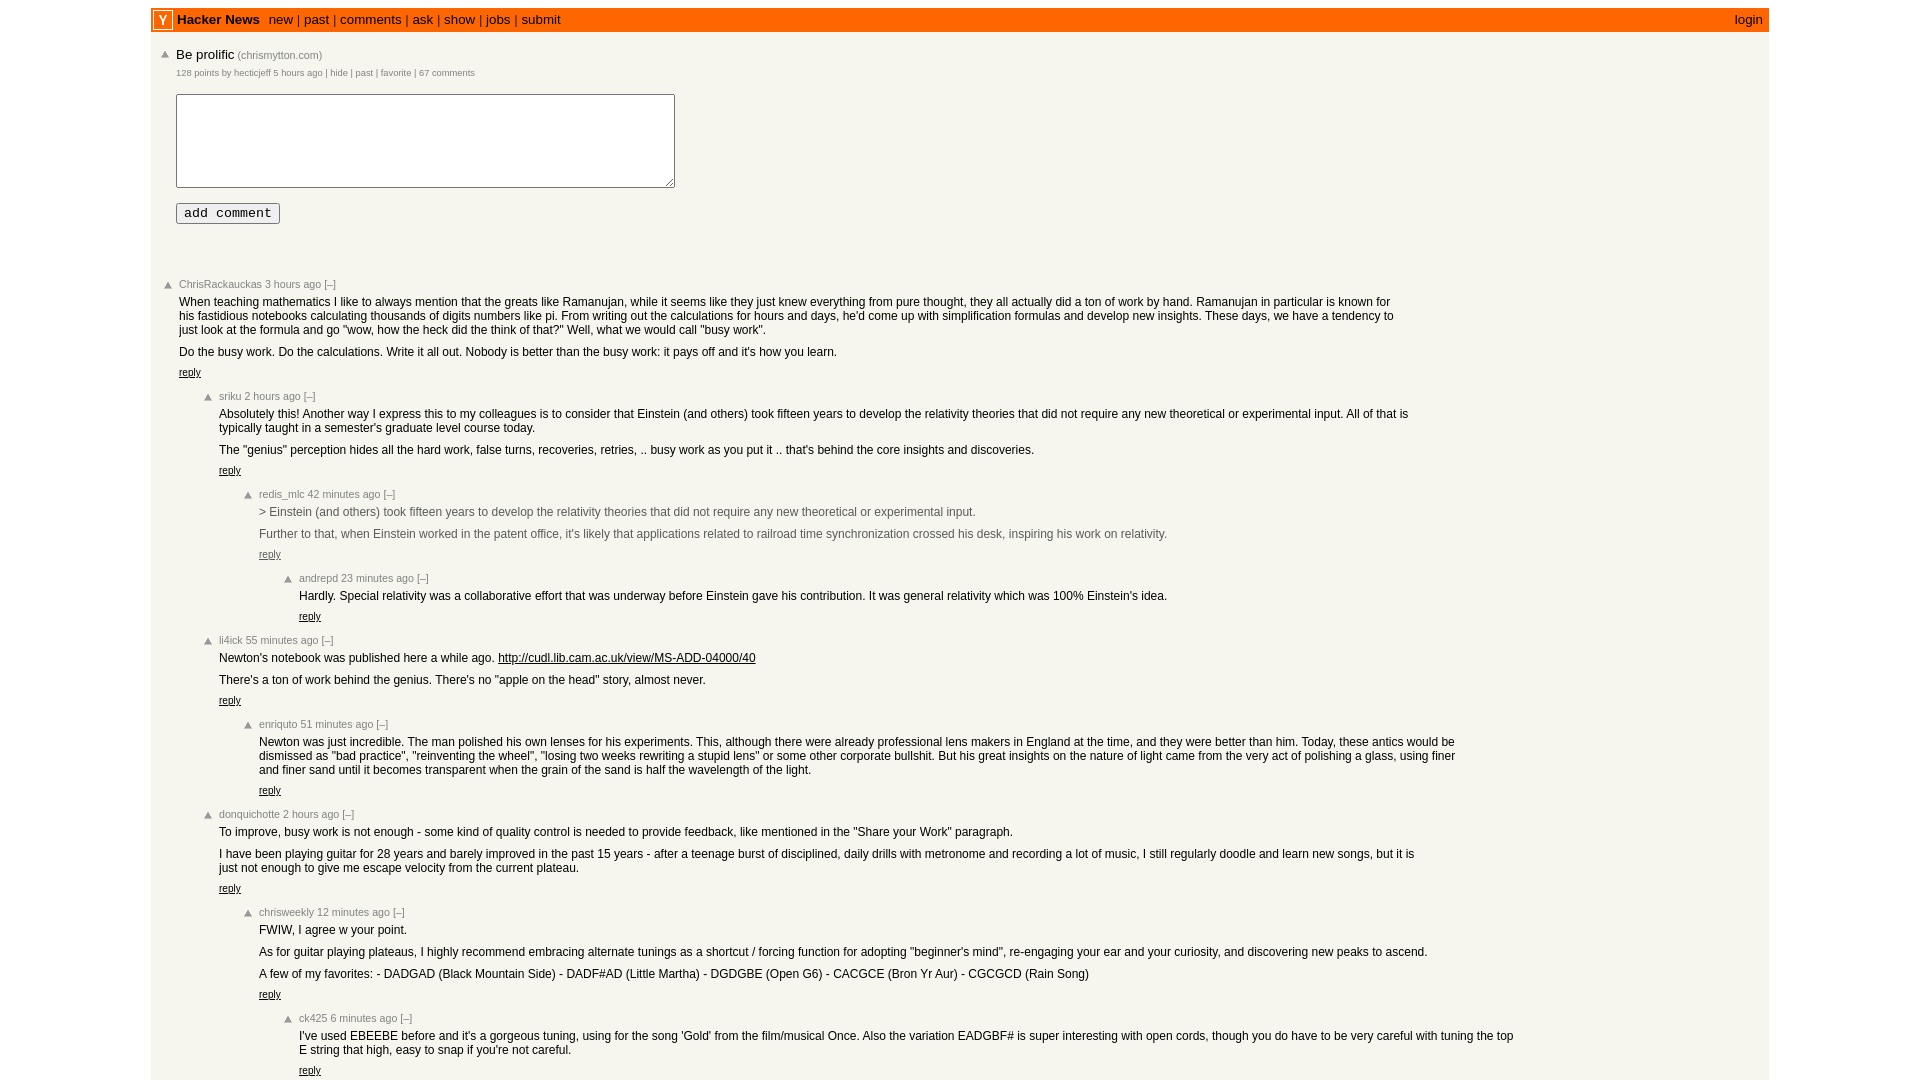 Y Hacker News new | past | comments | ask | show | jobs | submit login
Be prolific (chrismytton.com)
128 points by hecticjeff 5 hours ago | hide | past | favorite | 67 comments
add comment
ChrisRackauckas 3 hours ago [–]
When teaching mathematics I like to always mention that the greats like Ramanujan, while it seems like they just knew everything from pure thought, they all actually did a ton of work by hand. Ramanujan in particular is known for
his fastidious notebooks calculating thousands of digits numbers like pi. From writing out the calculations for hours and days, he'd come up with simplification formulas and develop new insights. These days, we have a tendency to
just look at the formula and go "wow, how the heck did the think of that?" Well, what we would call "busy work".
Do the busy work. Do the calculations. Write it all out. Nobody is better than the busy work: it pays off and it's how you learn.
reply
sriku 2 hours ago [–]
Absolutely this! Another way I express this to my colleagues is to consider that Einstein (and others) took fifteen years to develop the relativity theories that did not require any new theoretical or experimental input. All of that is
typically taught in a semester's graduate level course today.
The "genius" perception hides all the hard work, false turns, recoveries, retries, .. busy work as you put it .. that's behind the core insights and discoveries.
reply
redis_mlc 42 minutes ago [–]
> Einstein (and others) took fifteen years to develop the relativity theories that did not require any new theoretical or experimental input.
Further to that, when Einstein worked in the patent office, it's likely that applications related to railroad time synchronization crossed his desk, inspiring his work on relativity.
reply
andrepd 23 minutes ago [–]
Hardly. Special relativity was a collaborative effort that was underway before Einstein gave his contribution. It was general relativity which was 100% Einstein's idea.
reply
li4ick 55 minutes ago [–]
Newton's notebook was published here a while ago. http://cudl.lib.cam.ac.uk/view/MS-ADD-04000/40
There's a ton of work behind the genius. There's no "apple on the head" story, almost never.
reply
enriquto 51 minutes ago [–]
Newton was just incredible. The man polished his own lenses for his experiments. This, although there were already professional lens makers in England at the time, and they were better than him. Today, these antics would be
dismissed as "bad practice", "reinventing the wheel", "losing two weeks rewriting a stupid lens" or some other corporate bullshit. But his great insights on the nature of light came from the very act of polishing a glass, using finer
and finer sand until it becomes transparent when the grain of the sand is half the wavelength of the light.
reply
donquichotte 2 hours ago [–]
To improve, busy work is not enough - some kind of quality control is needed to provide feedback, like mentioned in the "Share your Work" paragraph.
I have been playing guitar for 28 years and barely improved in the past 15 years - after a teenage burst of disciplined, daily drills with metronome and recording a lot of music, I still regularly doodle and learn new songs, but it is
just not enough to give me escape velocity from the current plateau.
reply
chrisweekly 12 minutes ago [–]
FWIW, I agree w your point.
As for guitar playing plateaus, I highly recommend embracing alternate tunings as a shortcut / forcing function for adopting "beginner's mind", re-engaging your ear and your curiosity, and discovering new peaks to ascend.
A few of my favorites: - DADGAD (Black Mountain Side) - DADF#AD (Little Martha) - DGDGBE (Open G6) - CACGCE (Bron Yr Aur) - CGCGCD (Rain Song)
reply
ck425 6 minutes ago [–]
I've used EBEEBE before and it's a gorgeous tuning, using for the song 'Gold' from the film/musical Once. Also the variation EADGBF# is super interesting with open cords, though you do have to be very careful with tuning the top
E string that high, easy to snap if you're not careful.
reply